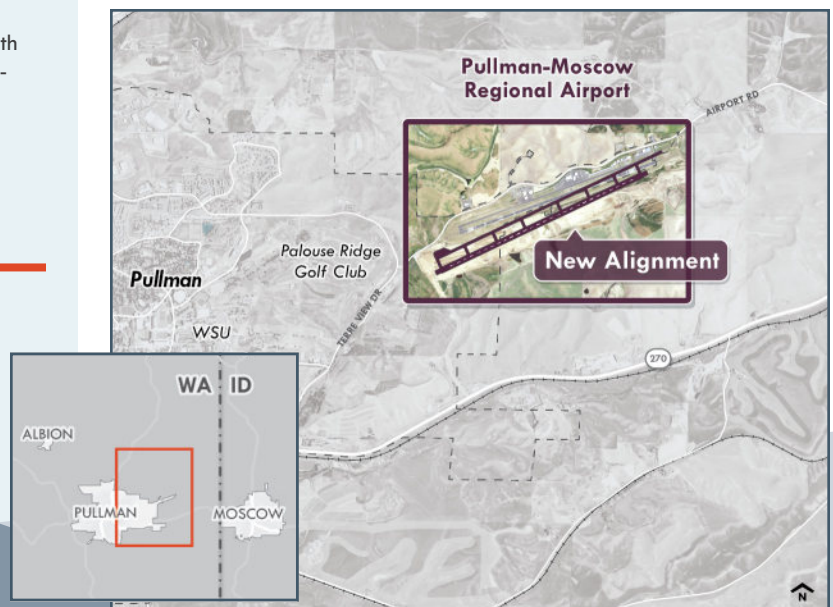 th
-
Pullman-Moscow
Regional Airport
AIRPORT RD
New Alignment
Palouse Ridge
Golf Club
Pullman
TERRE VIEW DR
WSU
270
WA ID
ALBION
PULLMAN
MOSCOW
N